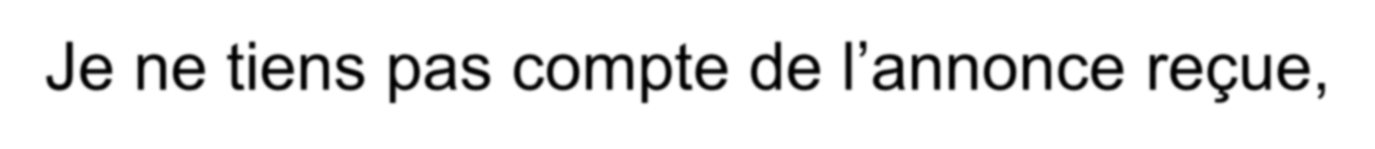 Je ne tiens pas compte de l’annonce reçue,